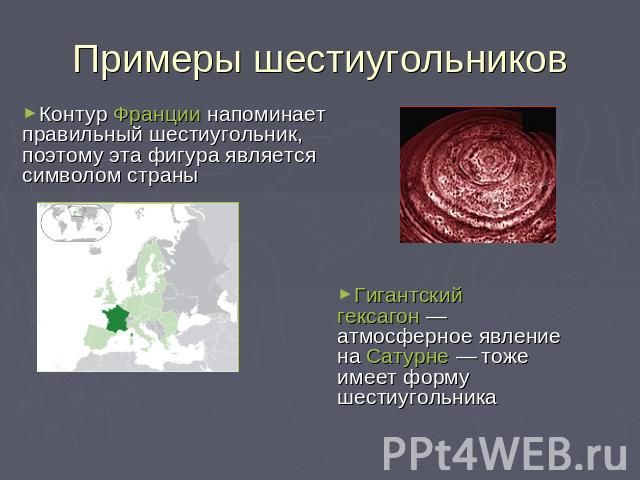 Примеры шестиугольников
►Контур Франции напоминает
правильный шестиугольник,
поэтому эта фигура является
символом страны
►Гигантский
гексагон —
атмосферное явление
на Сатурне — тоже
имеет форму
шестиугольника
PPt4WEB.ru